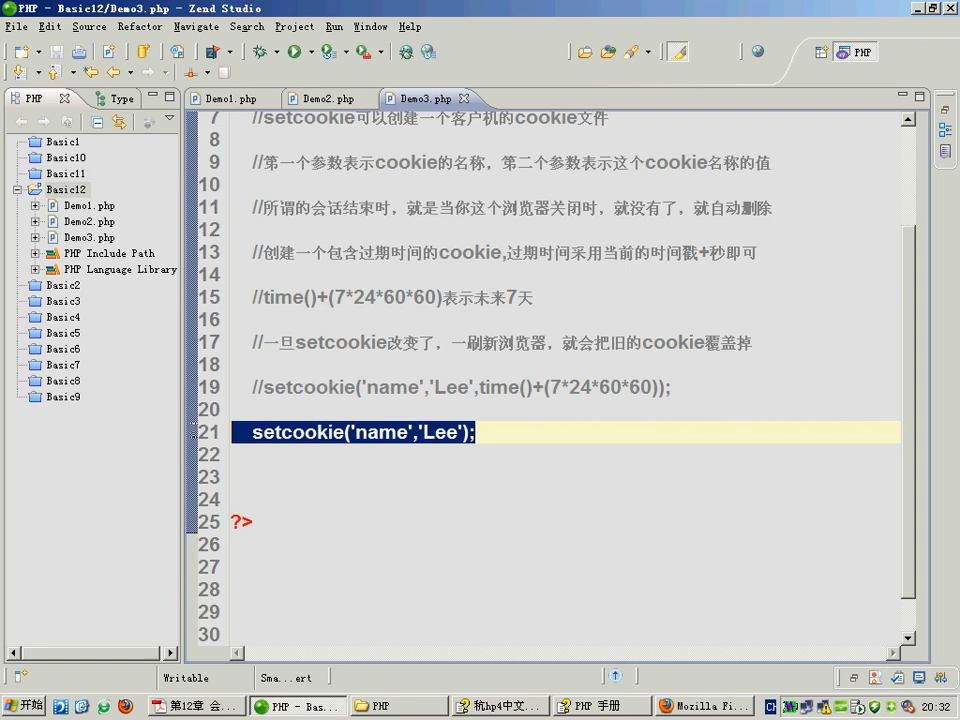 PHP - Basic12/Demo3.php - Zend Studio
File Edit Source Refactor Navigate Search Project Run Window Help
PHP
PHP Type
Demo1.php Demo2.php Demo3.php
Basic1
Basic10
Basic11
Basic12
Demo1.php
Demo2.php
Demo3.php
PHP Include Path
PHP Language Library
Basic2
Basic3
Basic4
Basic5
Basic6
Basic7
Basic8
Basic9
7 //setcookie可以创建一个客户机的cookie文件
8
9 //第一个参数表示cookie的名称，第二个参数表示这个cookie名称的值
10
11 //所谓的会话结束时，就是当你这个浏览器关闭时，就没有了，就自动删除
12
13 //创建一个包含过期时间的cookie,过期时间采用当前的时间戳+秒即可
14
15 //time()+(7*24*60*60)表示未来7天
16
17 //一旦setcookie改变了，一刷新浏览器，就会把旧的cookie覆盖掉
18
19 //setcookie('name','Lee',time()+(7*24*60*60));
20
21 setcookie('name','Lee');
22
23
24
25 ?>
26
27
28
29
30
Writable Sma...ert
开始 第12章 会... PHP - Bas... PHP 杭hp4中文... PHP 手册 Mozilla Fi... CH 20:32